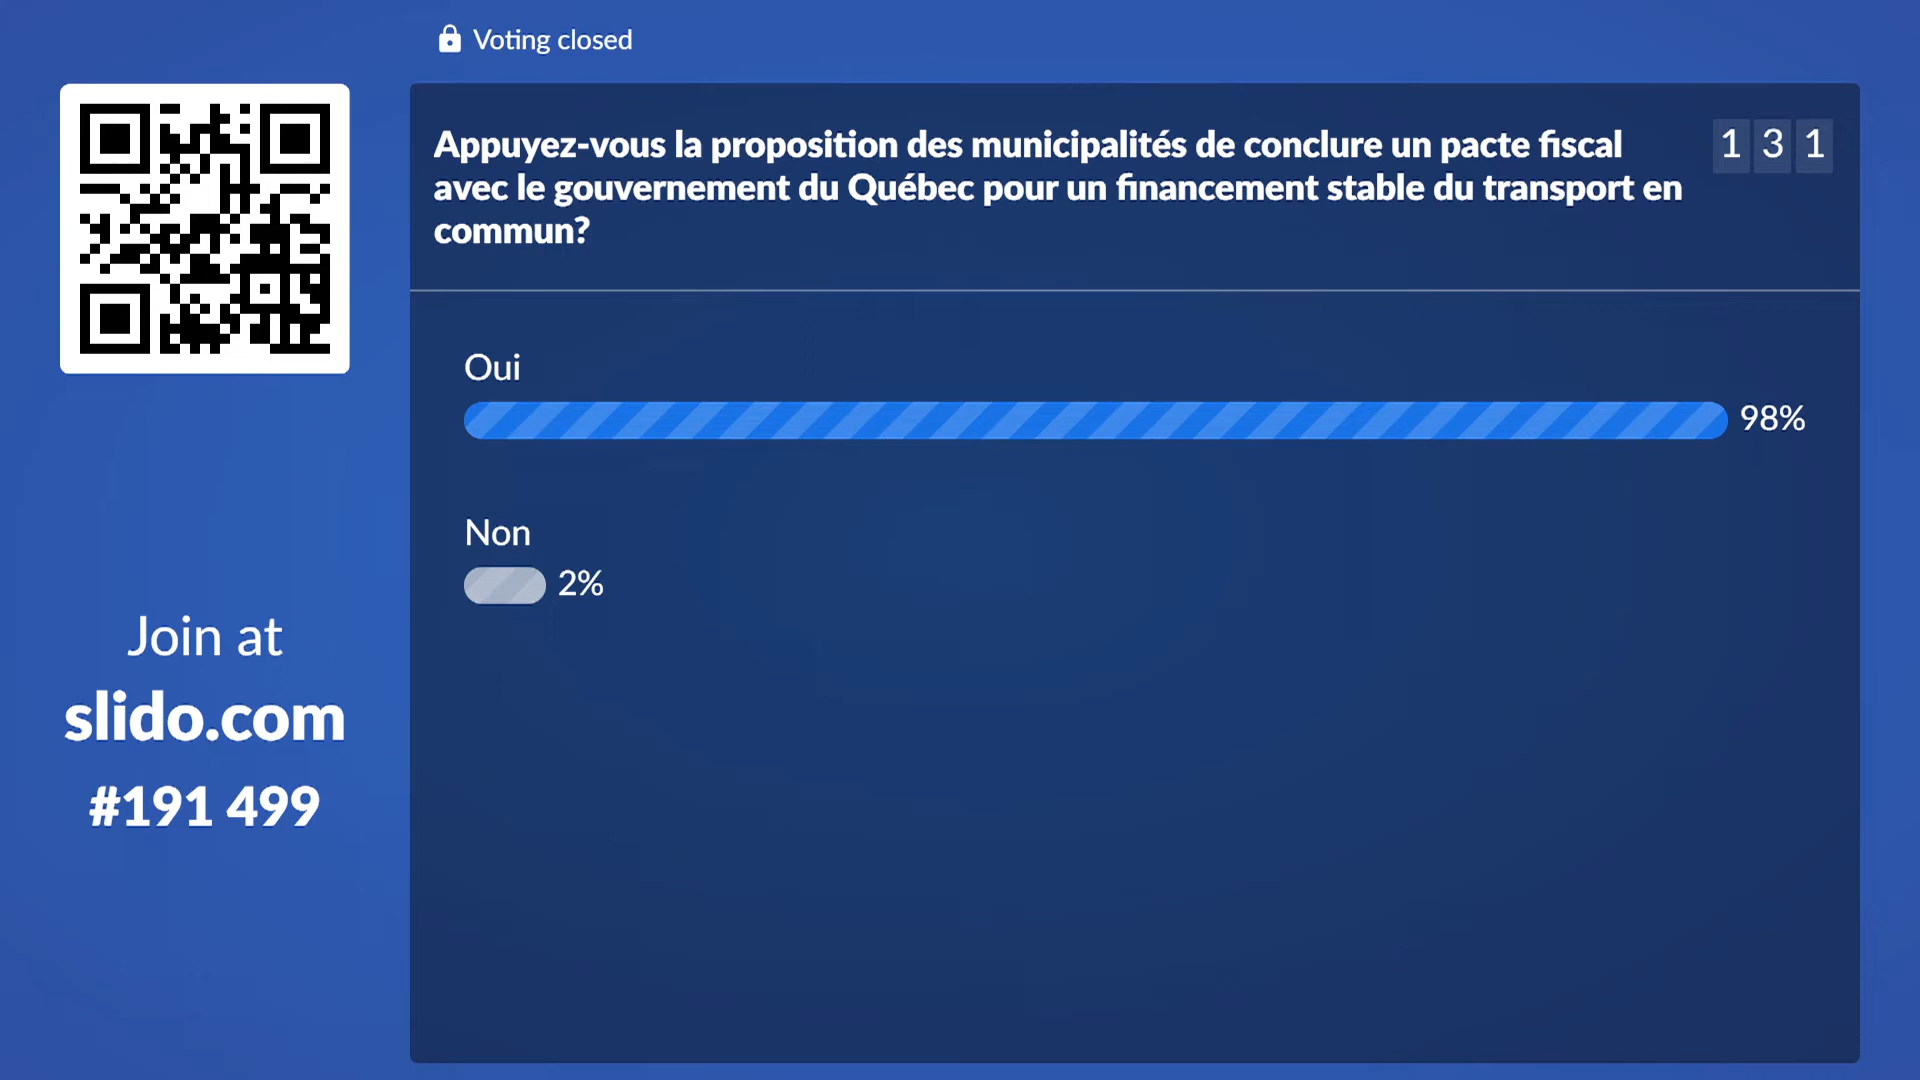 Voting closed
Appuyez-vous la proposition des municipalités de conclure un pacte fiscal
avec le gouvernement du Québec pour un financement stable du transport en
commun?
131
Oui
98%
Non
2%
Join at
slido.com
#191 499